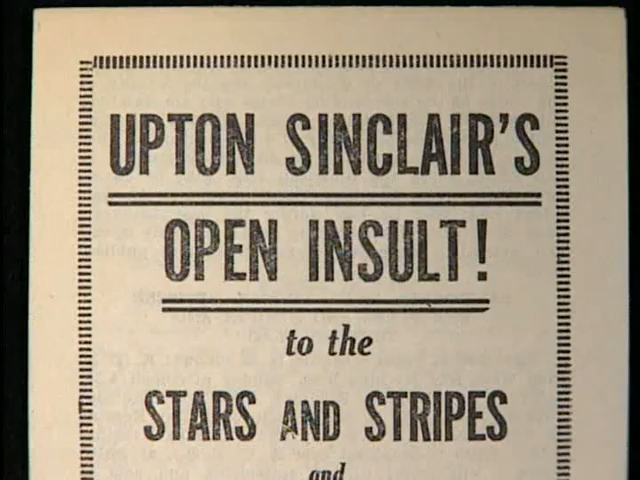 UPTON SINCLAIR'S
OPEN INSULT!
to the
STARS AND STRIPES
and